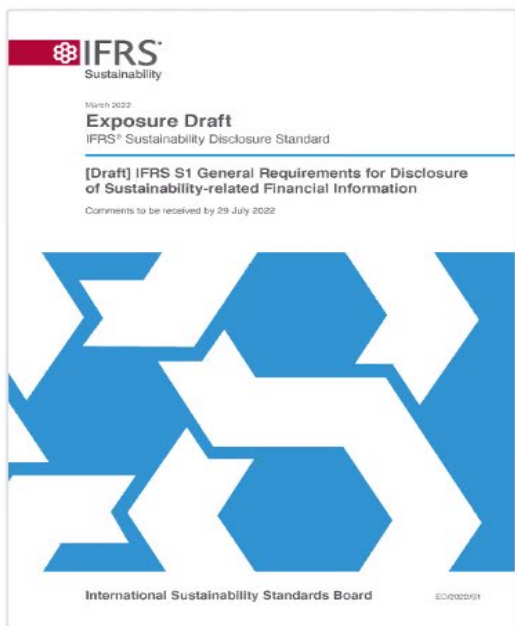 IFRS®
Sustainability
March 2022
Exposure Draft
IFRS® Sustainability Disclosure Standard
[Draft] IFRS S1 General Requirements for Disclosure
of Sustainability-related Financial Information
Comments to be received by 29 July 2022
International Sustainability Standards Board
ED/2022/S1